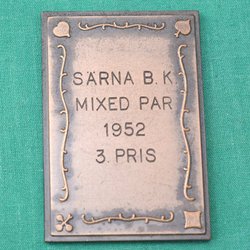 SÄRNA B.K
MIXED PAR
1952
3. PRIS